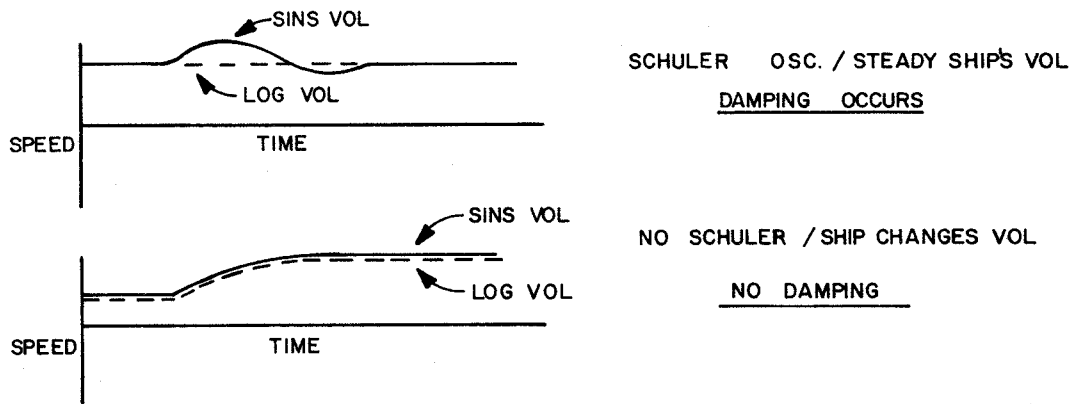 SINS VOL
LOG VOL
SPEED
TIME
SCHULER OSC. / STEADY SHIP'S VOL
DAMPING OCCURS
SINS VOL
LOG VOL
SPEED
TIME
NO SCHULER / SHIP CHANGES VOL
NO DAMPING